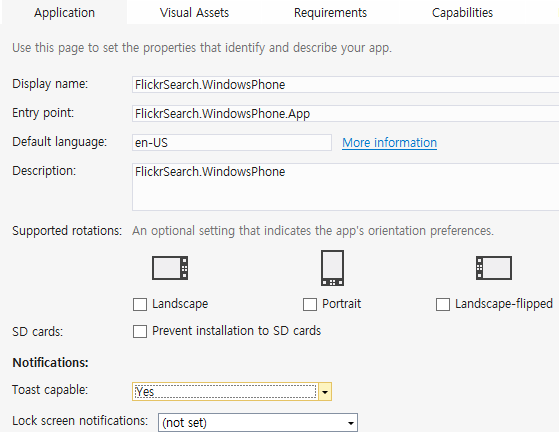 Application Visual Assets Requirements Capabilities
Use this page to set the properties that identify and describe your app.
Display name: FlickrSearch.WindowsPhone
Entry point: FlickrSearch.WindowsPhone.App
Default language: en-US More information
Description: FlickrSearch.WindowsPhone
Supported rotations: An optional setting that indicates the app's orientation preferences.
Landscape Portrait Landscape-flipped
SD cards: Prevent installation to SD cards
Notifications:
Toast capable: Yes
Lock screen notifications: (not set)